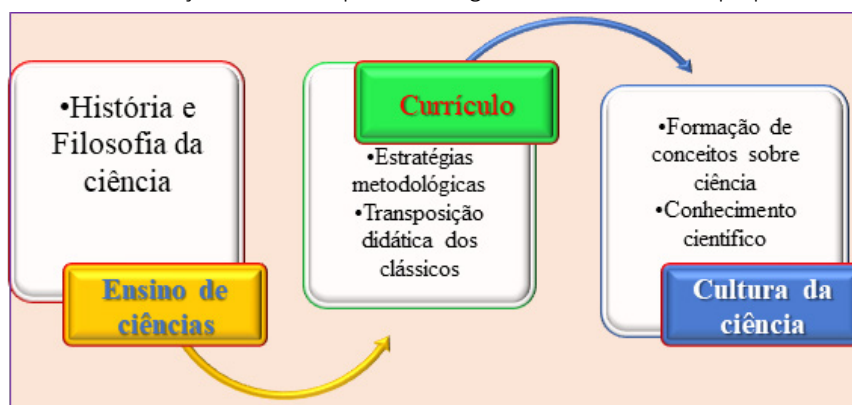 •História e
Filosofia da
ciência
Ensino de
ciências
Currículo
•Estratégias
metodológicas
•Transposição
didática dos
clássicos
•Formação de
conceitos sobre
ciência
•Conhecimento
científico
Cultura da
ciência